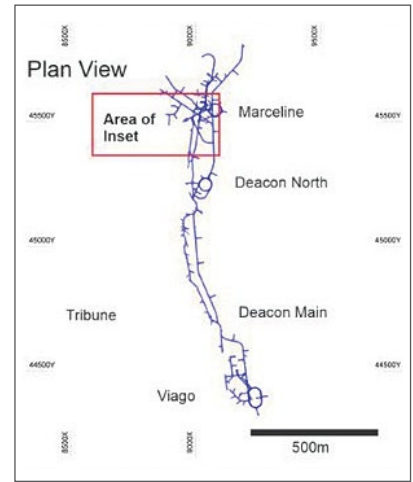 8500X
9000X
9500X
Plan View
45500Y
Area of
Inset
Marceline
45500Y
Deacon North
45000Y
45000Y
Tribune
Deacon Main
44500Y
44500Y
Viago
8500X
9000X
500m